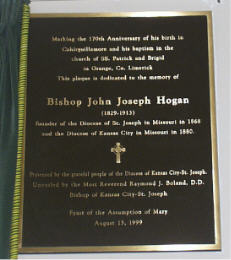 Marking the 170th Anniversary of his birth in
Cahirguillamore and his baptism in the
church of SS. Patrick and Brigid
in Grange, Co. Limerick
This plaque is dedicated to the memory of
Bishop John Joseph Hogan
(1829-1913)
founder of the Diocese of St. Joseph in Missouri in 1868
and the Diocese of Kansas City in Missouri in 1880.
Presented by the grateful people of the Diocese of Kansas City-St. Joseph.
Unveiled by the Most Reverend Raymond J. Boland, D.D.
Bishop of Kansas City-St. Joseph
Feast of the Assumption of Mary
August 15, 1999